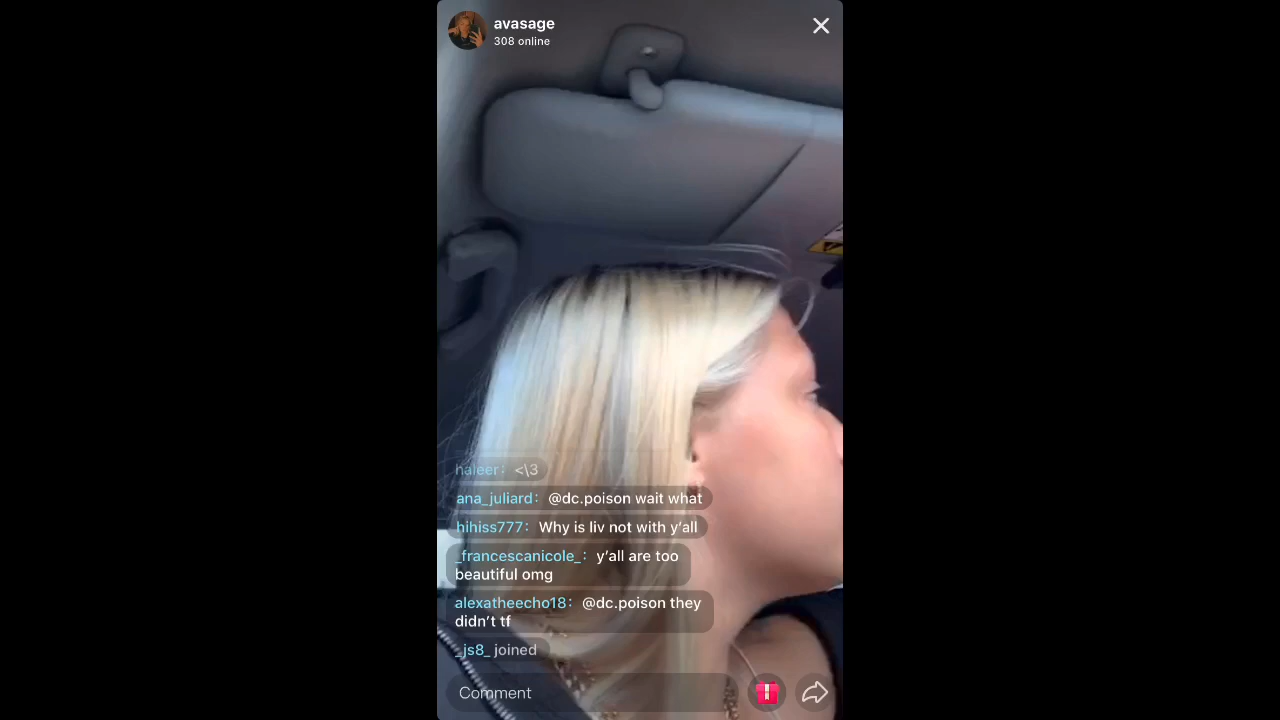 avasage
308 online
haleer: <\3
ana_juliard: @dc.poison wait what
hihiss777: Why is liv not with y'all
_francescanicole_: y'all are too
beautiful omg
alexatheecho18: @dc.poison they
didn't tf
_js8_ joined
Comment